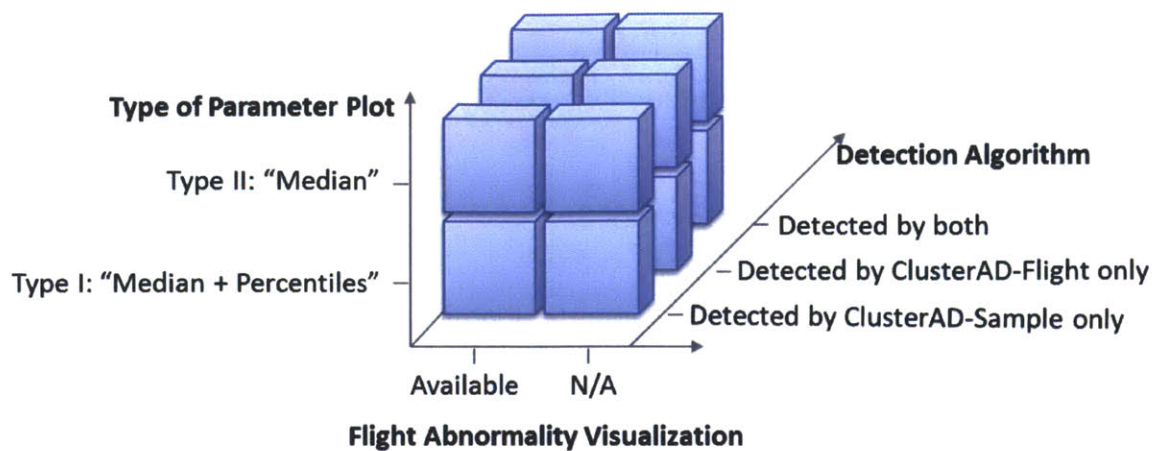 Type of Parameter Plot
Detection Algorithm
Type II: “Median”
Detected by both
Detected by ClusterAD-Flight only
Type I: “Median + Percentiles”
Detected by ClusterAD-Sample only
Available
N/A
Flight Abnormality Visualization